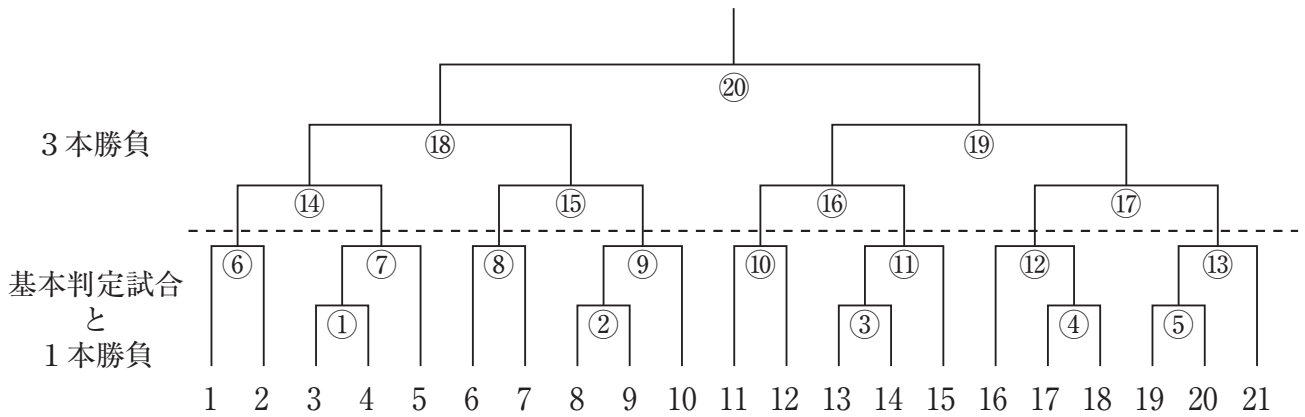 ⑳
3本勝負
⑱ ⑲
⑭ ⑮ ⑯ ⑰
⑥ ⑦ ⑧ ⑨ ⑩ ⑪ ⑫ ⑬
基本判定試合
と
① ② ③ ④ ⑤
1本勝負
1 2 3 4 5 6 7 8 9 10 11 12 13 14 15 16 17 18 19 20 21